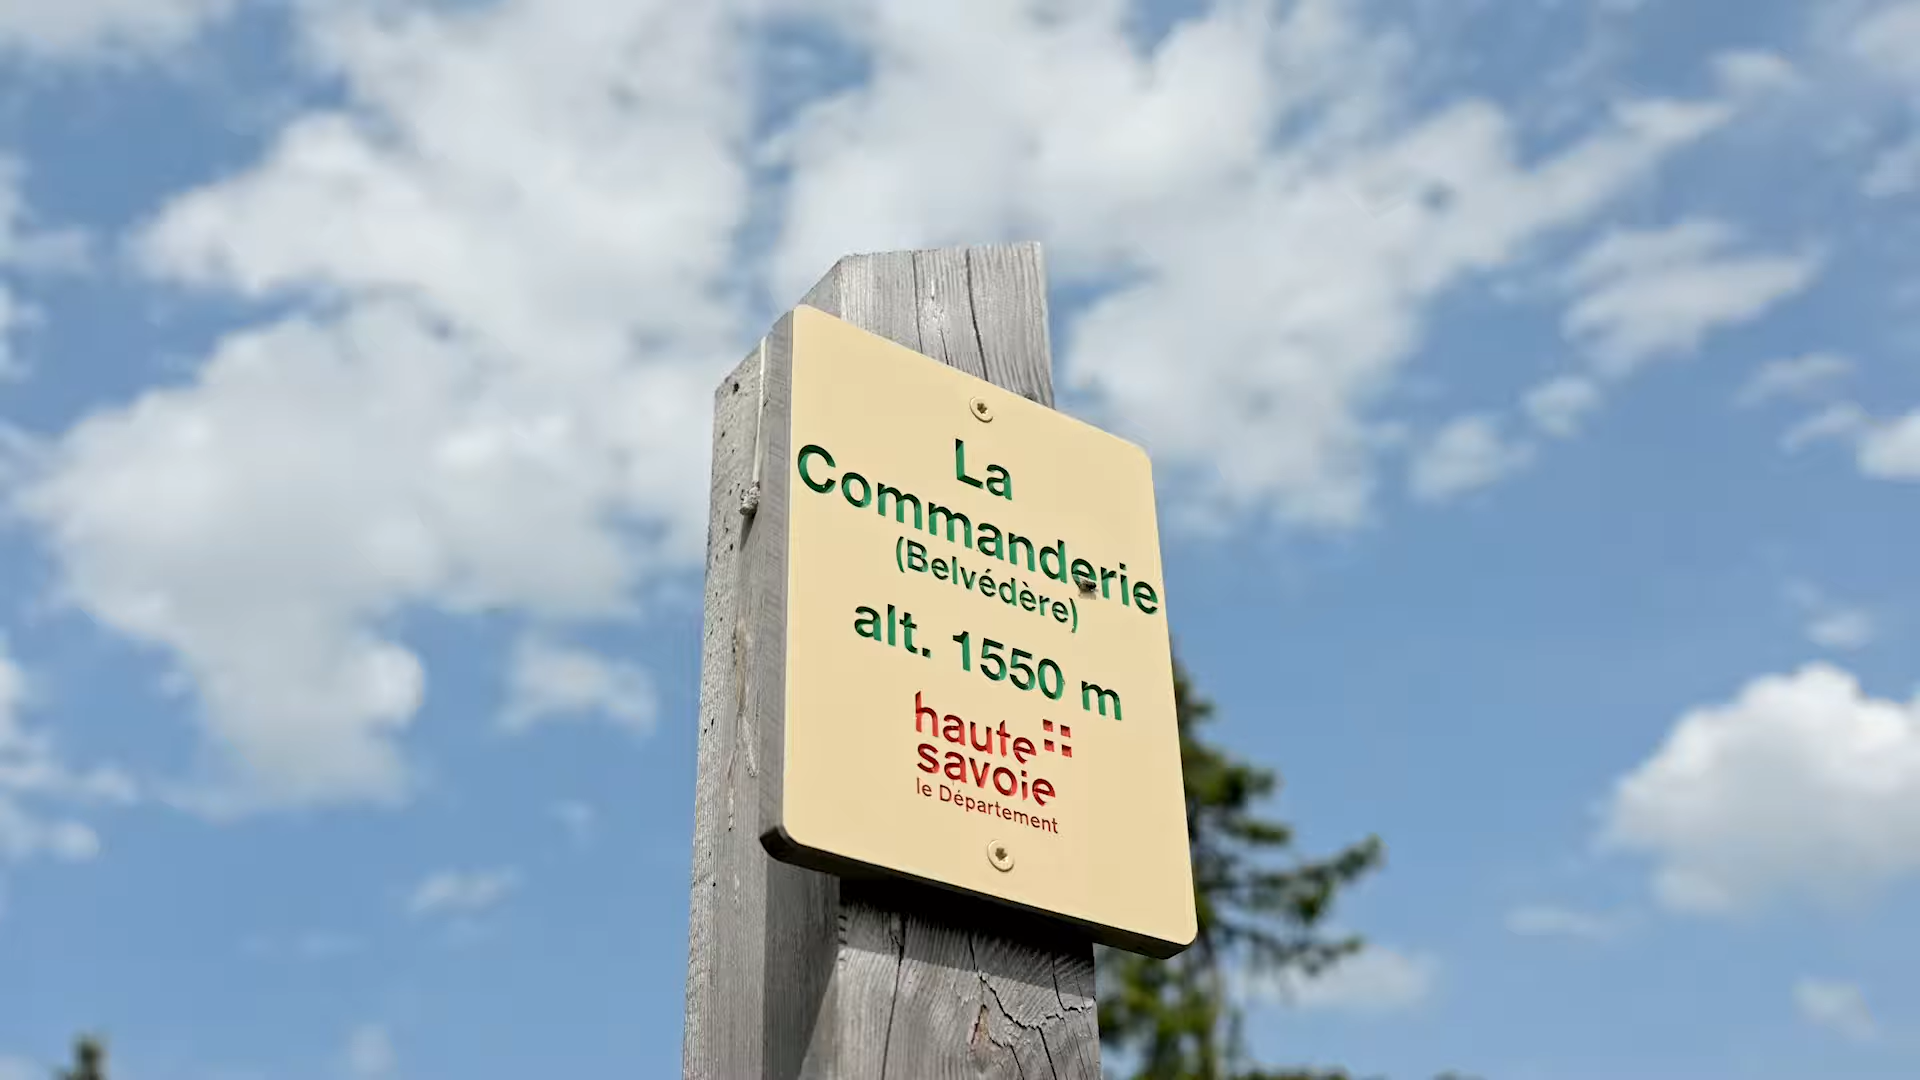 La
Commanderie
(Belvédère)
alt. 1550 m
haute
savoie
le Département